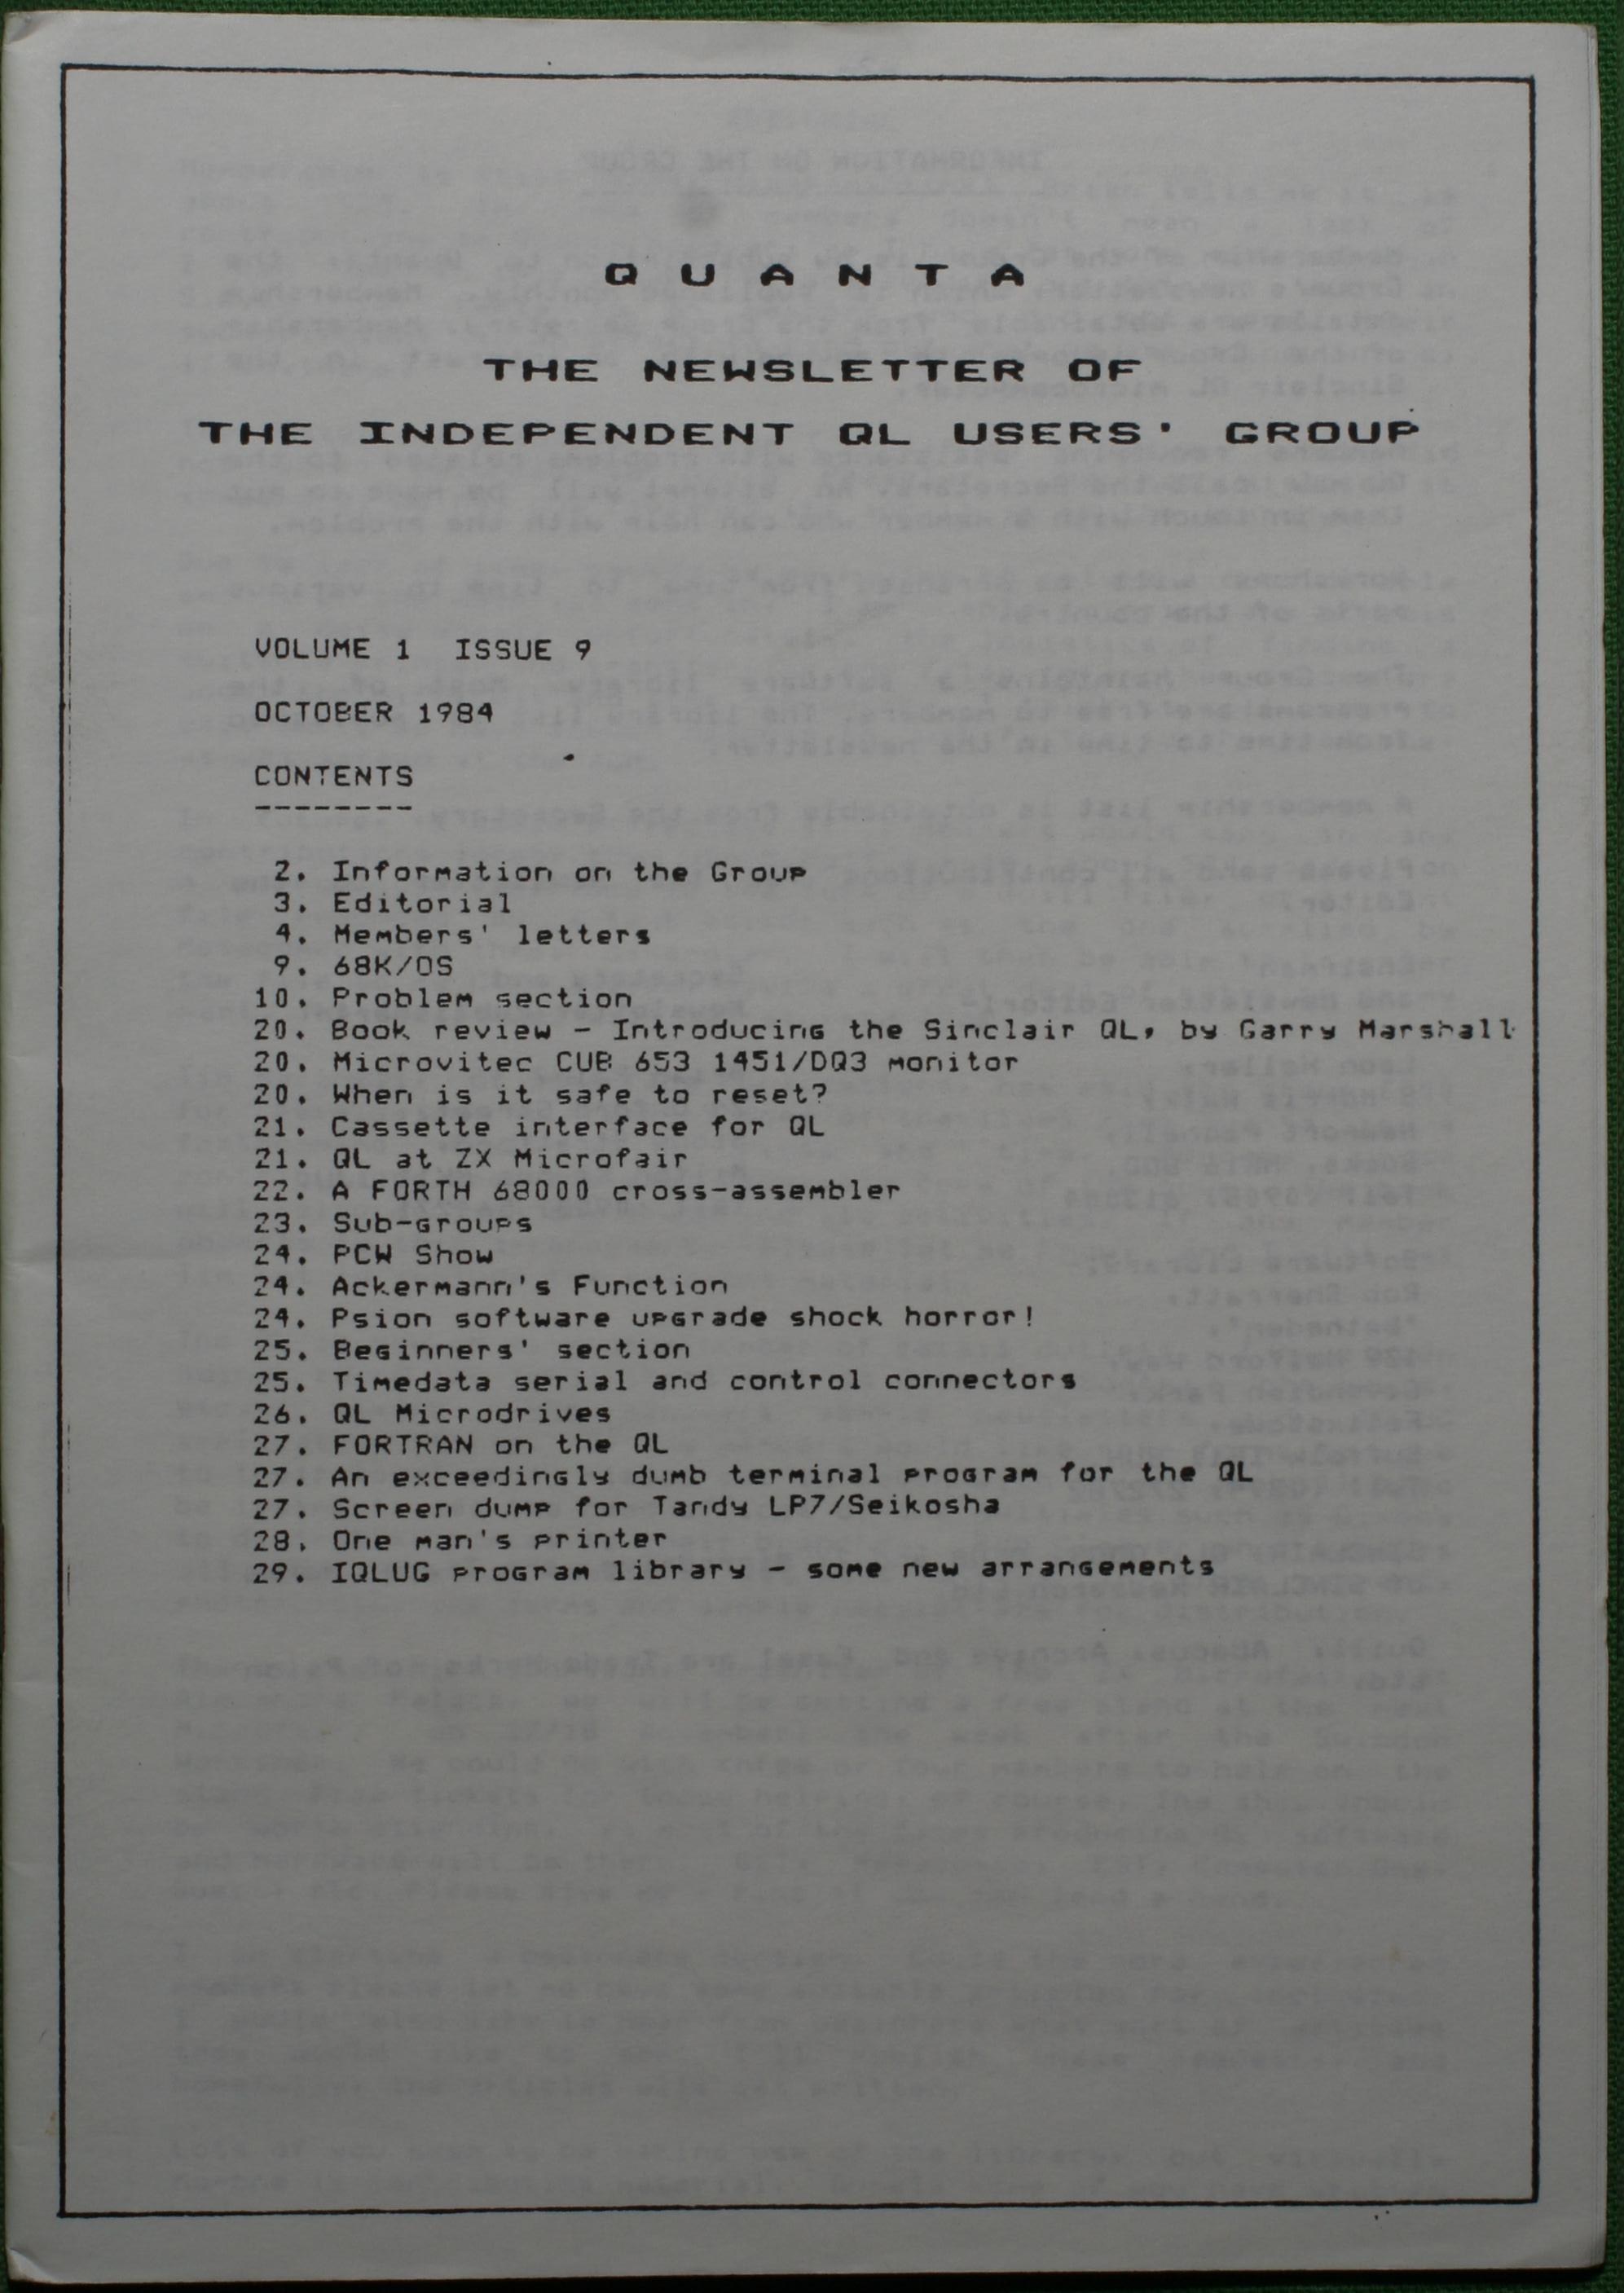 Q U A N T A
THE NEWSLETTER OF
THE INDEPENDENT QL USERS' GROUP
VOLUME 1 ISSUE 9
OCTOBER 1984
CONTENTS
--------
2. Information on the Group
3. Editorial
4. Members' letters
9. 68K/OS
10. Problem section
20. Book review - Introducing the Sinclair QL, by Garry Marshall
20. Microvitec CUB 653 1451/DQ3 monitor
20. When is it safe to reset?
21. Cassette interface for QL
21. QL at ZX Microfair
22. A FORTH 68000 cross-assembler
23. Sub-groups
24. PCW Show
24. Ackermann's Function
24. Psion software upgrade shock horror!
25. Beginners' section
25. Timedata serial and control connectors
26. QL Microdrives
27. FORTRAN on the QL
27. An exceedingly dumb terminal program for the QL
27. Screen dump for Tandy LP7/Seikosha
28. One man's printer
29. IQLUG program library - some new arrangements